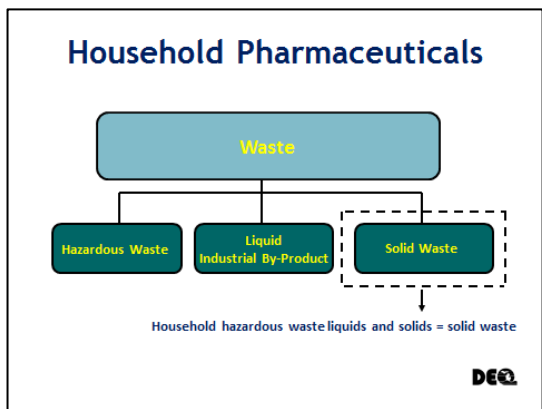 Household Pharmaceuticals
Waste
Hazardous Waste
Liquid
Industrial By-Product
Solid Waste
Household hazardous waste liquids and solids = solid waste
DEQ